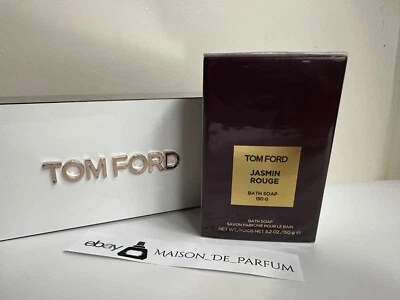 TOM FORD
TOM FORD
JASMIN
ROUGE
BATH SOAP
150 G
BATH SOAP
SAVON PARFUMÉ POUR LE BAIN
NET WT./POIDS NET 5.2 OZ/150 g
ebay MAISON_DE_PARFUM